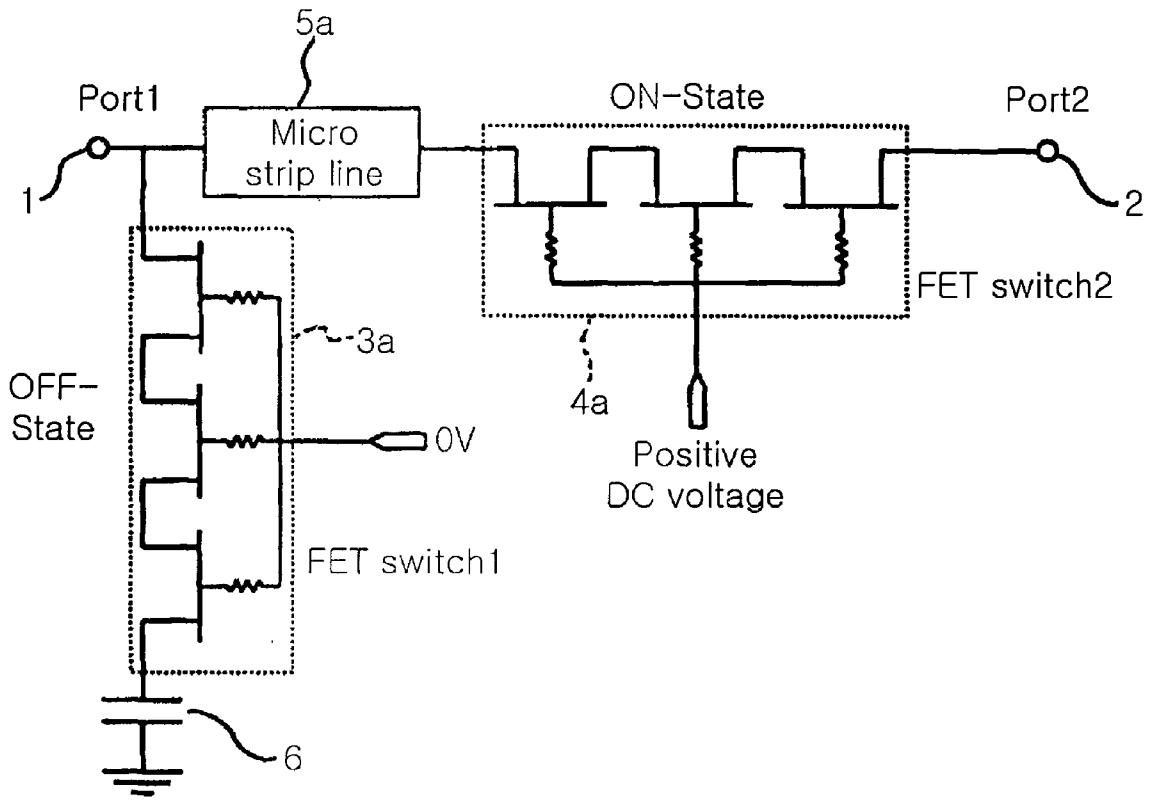 5a
Port1
Micro
strip line
ON-State
Port2
1
2
FET switch2
3a
4a
OFF-
State
0V
Positive
DC voltage
FET switch1
6